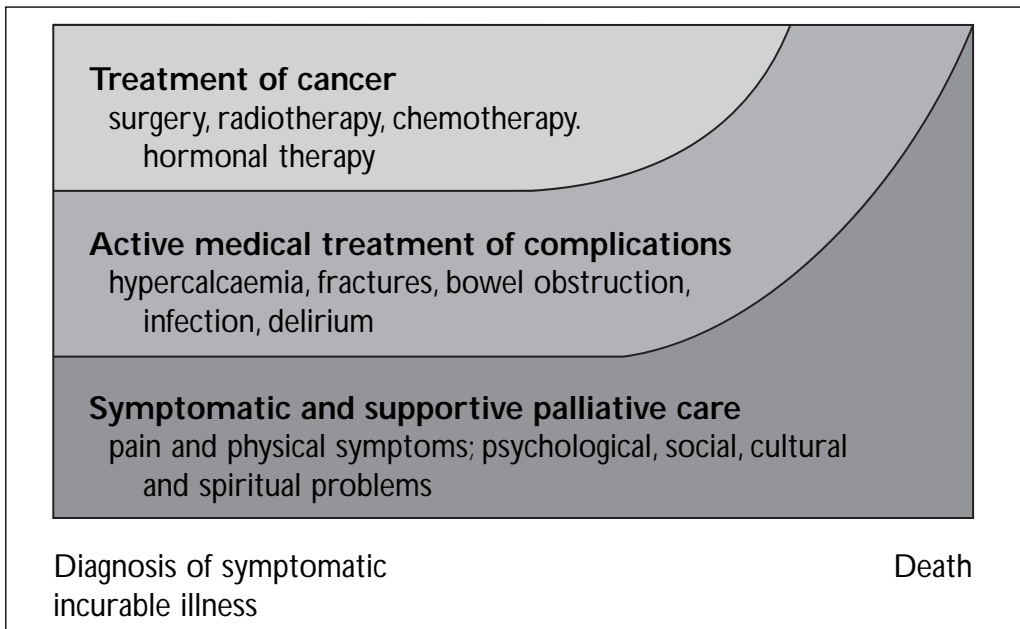 Treatment of cancer
surgery, radiotherapy, chemotherapy.
hormonal therapy
Active medical treatment of complications
hypercalcaemia, fractures, bowel obstruction,
infection, delirium
Symptomatic and supportive palliative care
pain and physical symptoms; psychological, social, cultural
and spiritual problems
Diagnosis of symptomatic
incurable illness
Death